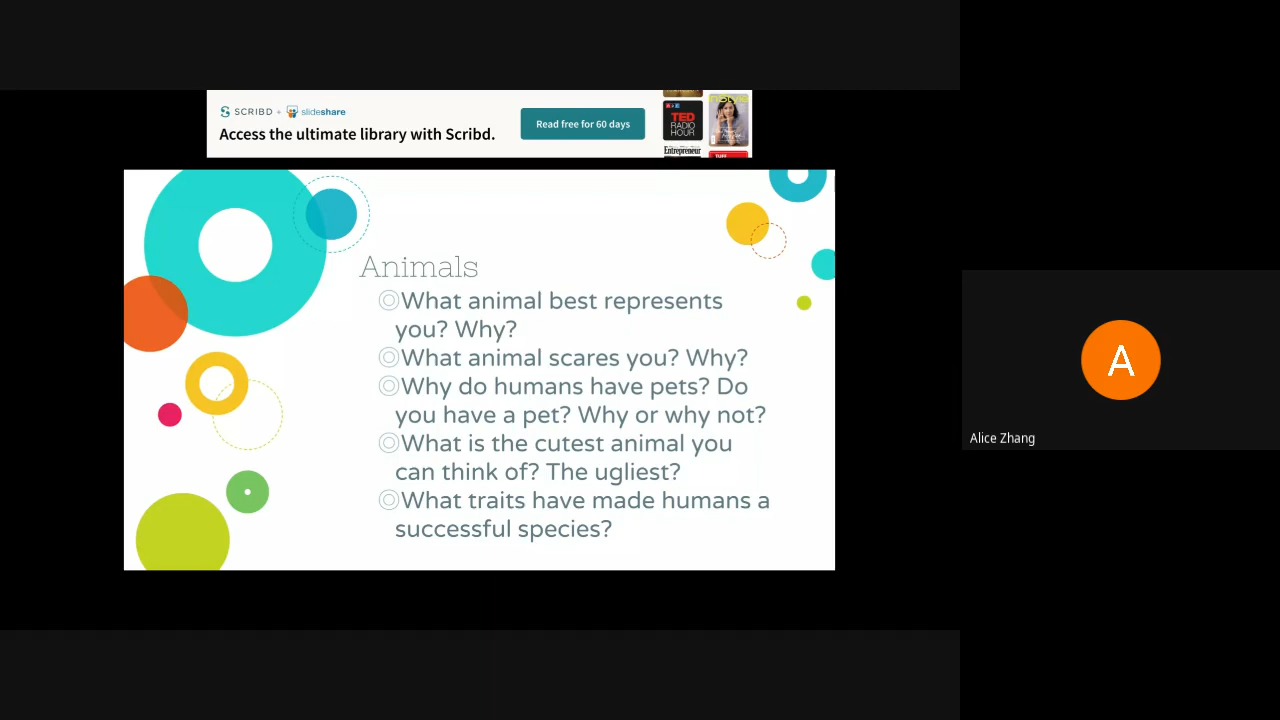 SCRIBD + slideshare
Access the ultimate library with Scribd.
Read free for 60 days
TED
RADIO
HOUR
Entrepreneur
Animals
What animal best represents
you? Why?
What animal scares you? Why?
Why do humans have pets? Do
you have a pet? Why or why not?
What is the cutest animal you
can think of? The ugliest?
What traits have made humans a
successful species?
A
Alice Zhang